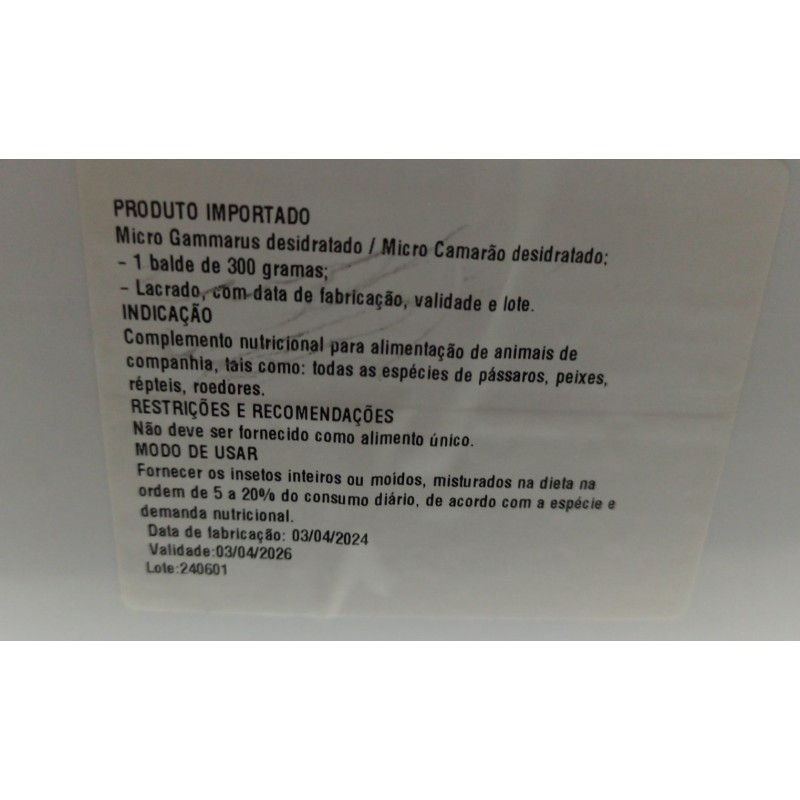 PRODUTO IMPORTADO
Micro Gammarus desidratado / Micro Camarão desidratado:
- 1 balde de 300 gramas;
- Lacrado, com data de fabricação, validade e lote.
INDICAÇÃO
Complemento nutricional para alimentação de animais de
companhia, tais como: todas as espécies de pássaros, peixes,
répteis, roedores.
RESTRIÇÕES E RECOMENDAÇÕES
Não deve ser fornecido como alimento único.
MODO DE USAR
Fornecer os insetos inteiros ou moídos, misturados na dieta na
ordem de 5 a 20% do consumo diário, de acordo com a espécie e
demanda nutricional.
Data de fabricação: 03/04/2024
Validade:03/04/2026
Lote:240601